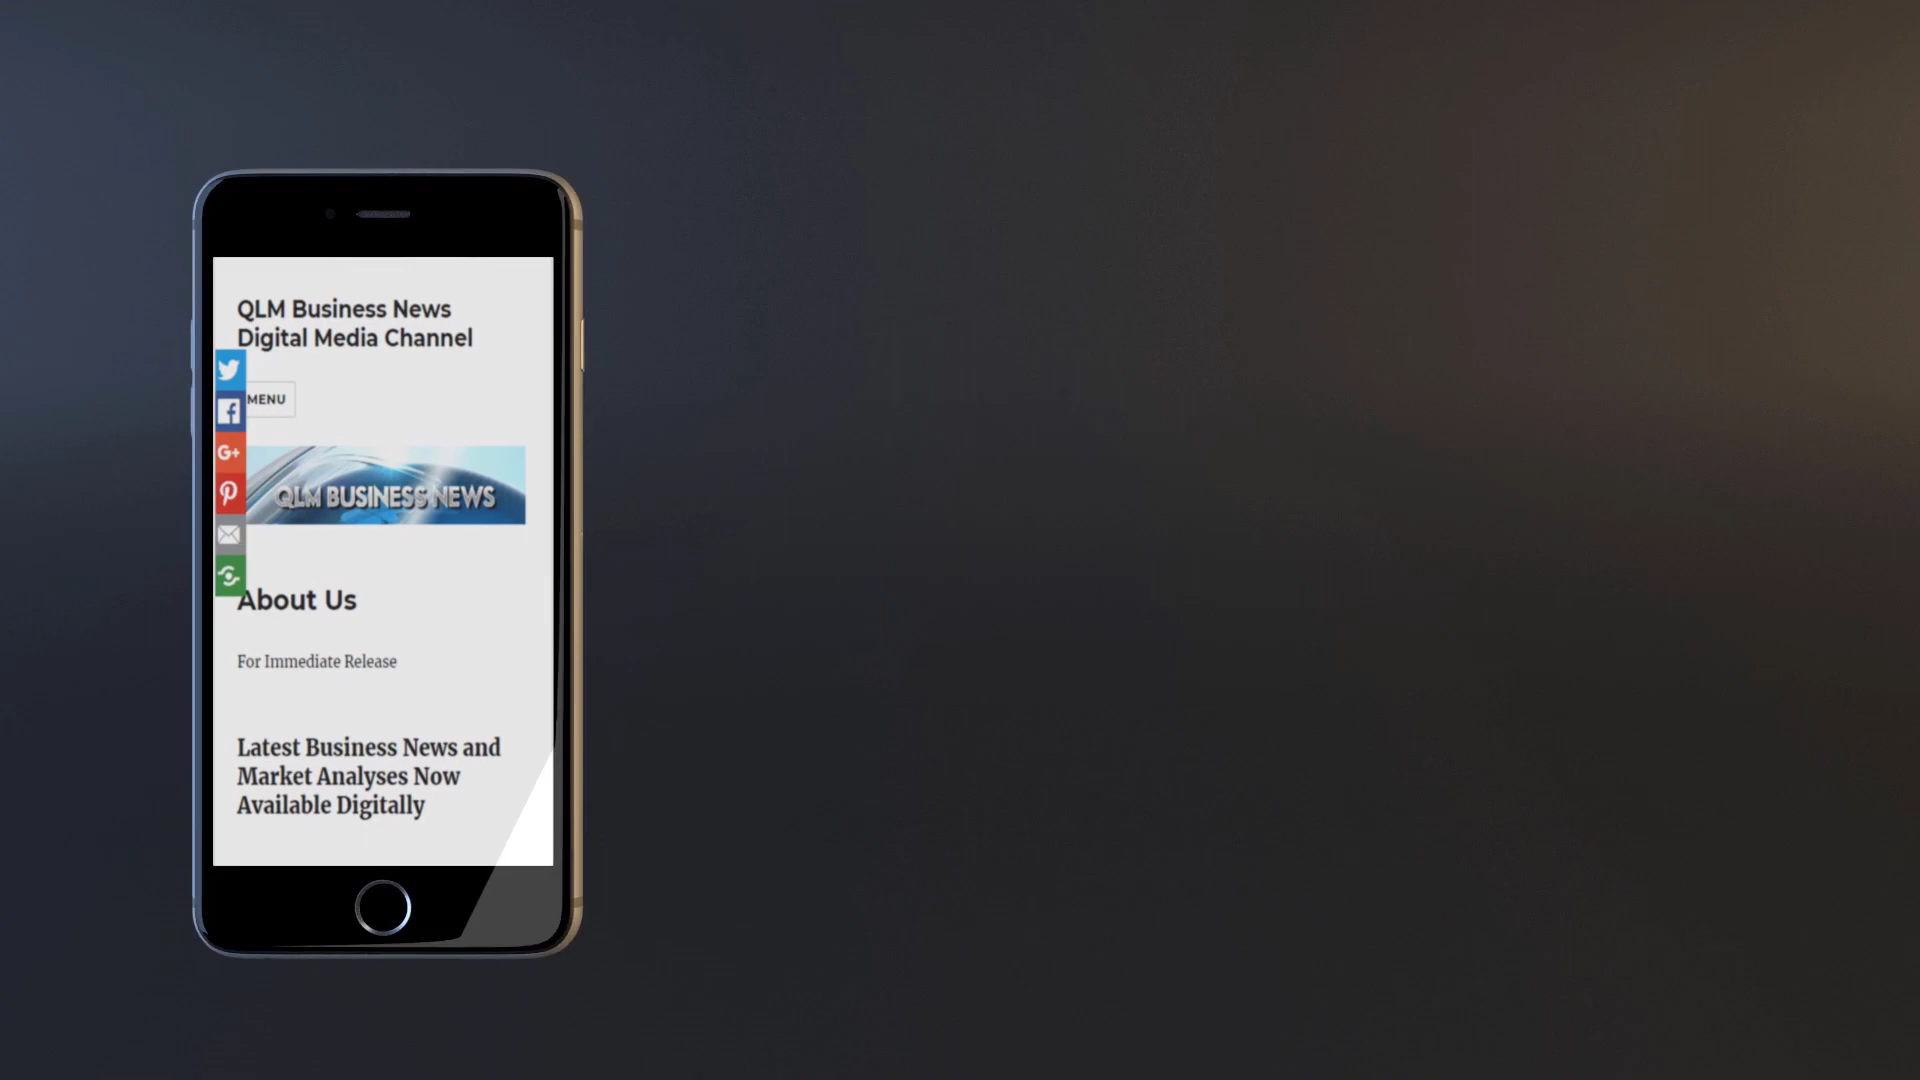 QLM Business News
Digital Media Channel
MENU
G+
QLM BUSINESS NEWS
About Us
For Immediate Release
Latest Business News and
Market Analyses Now
Available Digitally